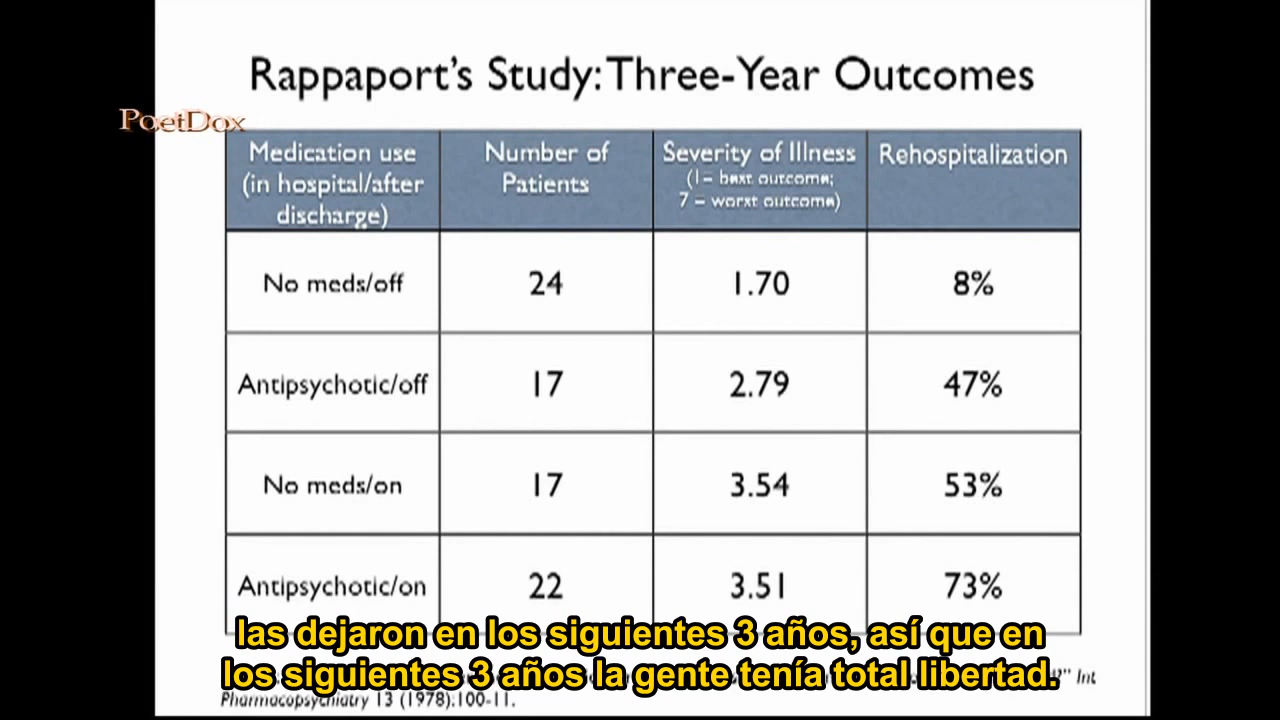 Rappaport's Study: Three-Year Outcomes
PoetDox
Medication use
(in hospital/after
discharge)
Number of
Patients
Severity of Illness
(1= best outcome;
7 = worst outcome)
Rehospitalization
No meds/off
24
1.70
8%
Antipsychotic/off
17
2.79
47%
No meds/on
17
3.54
53%
Antipsychotic/on
22
3.51
73%
las dejaron en los siguientes 3 años, así que en
los siguientes 3 años la gente tenía total libertad.
Int
Pharmacopsychiatry 13 (1978):100-11.